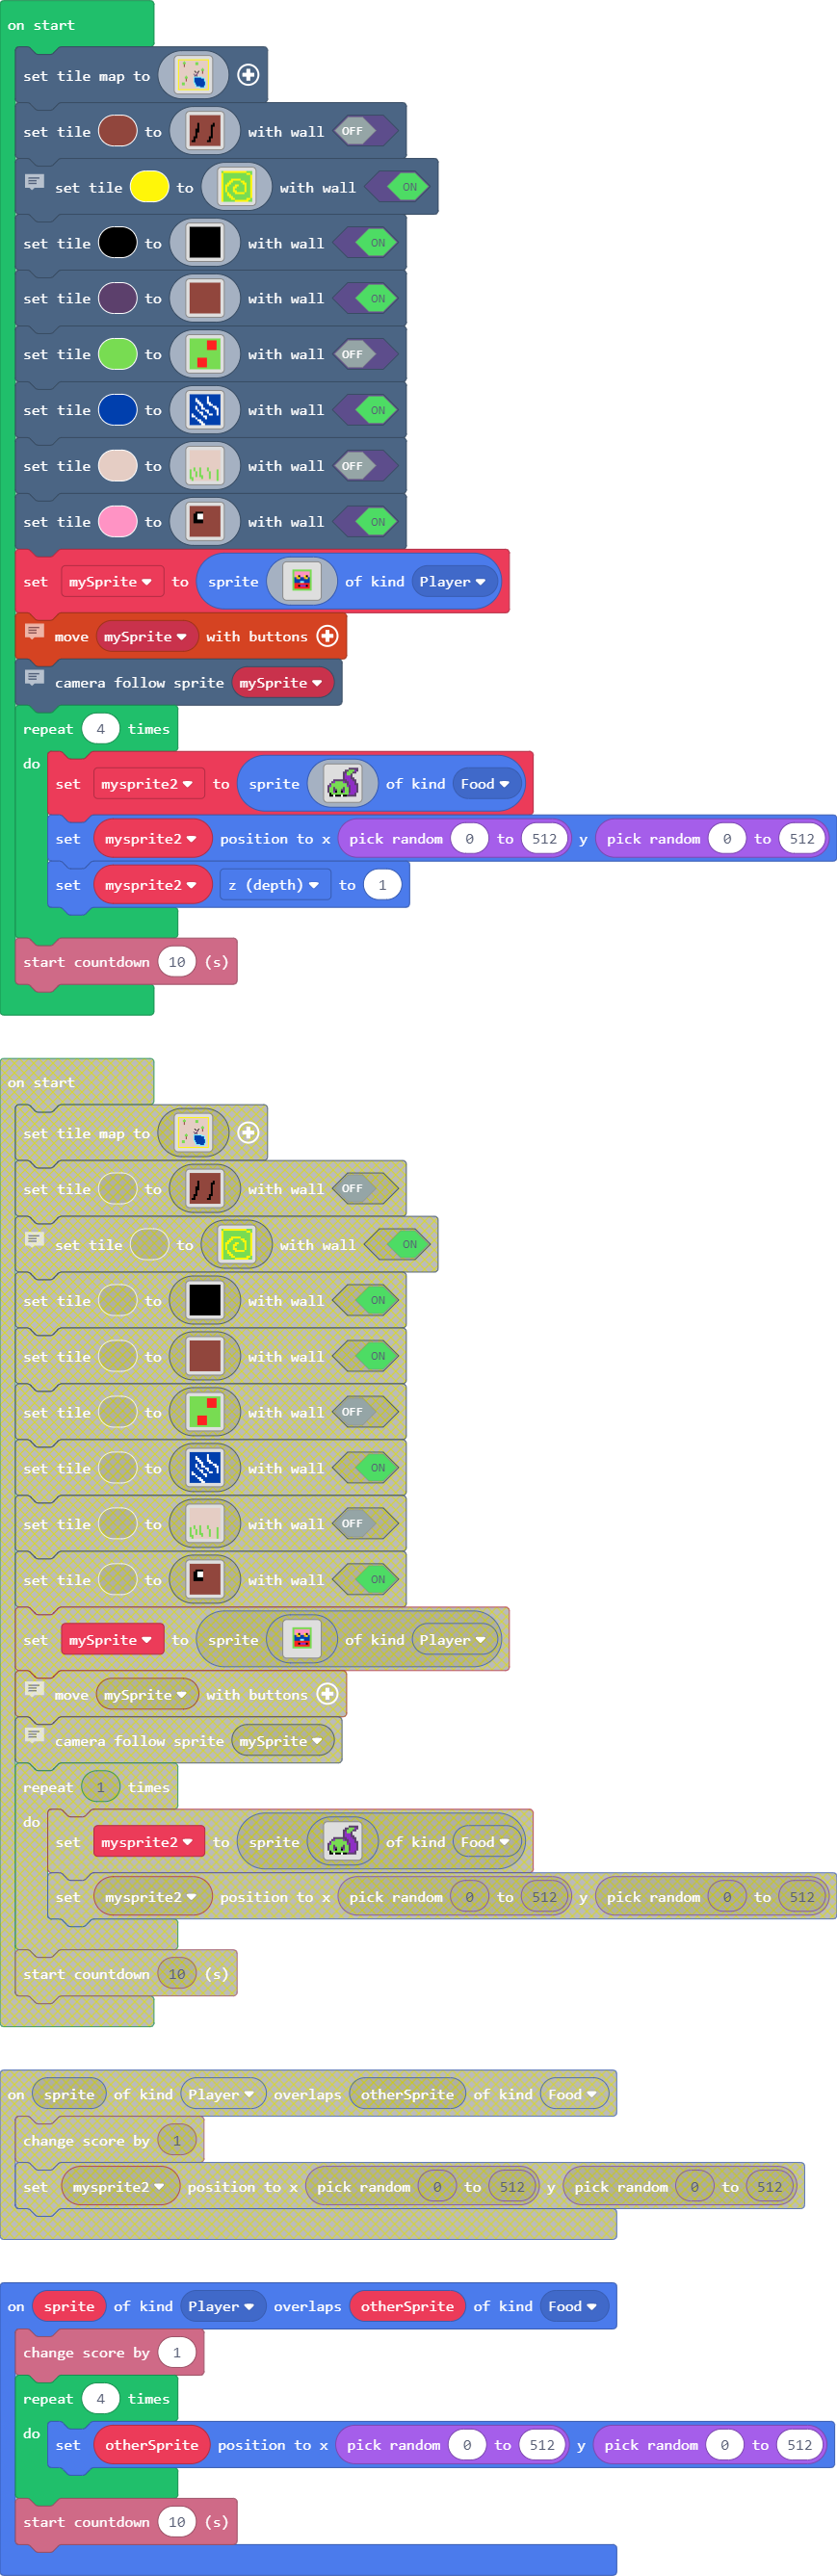 on start
set tile map to
set tile to with wall OFF
set tile to with wall ON
set tile to with wall ON
set tile to with wall ON
set tile to with wall OFF
set tile to with wall ON
set tile to with wall OFF
set tile to with wall ON
set mySprite to sprite of kind Player
move mySprite with buttons
camera follow sprite mySprite
repeat 4 times
do
set mysprite2 to sprite of kind Food
set mysprite2 position to x pick random 0 to 512 y pick random 0 to 512
set mysprite2 z (depth) to 1
start countdown 10 (s)
on start
set tile map to
set tile to with wall OFF
set tile to with wall ON
set tile to with wall ON
set tile to with wall ON
set tile to with wall OFF
set tile to with wall ON
set tile to with wall OFF
set tile to with wall ON
set mySprite to sprite of kind Player
move mySprite with buttons
camera follow sprite mySprite
repeat 1 times
do
set mysprite2 to sprite of kind Food
set mysprite2 position to x pick random 0 to 512 y pick random 0 to 512
start countdown 10 (s)
on sprite of kind Player overlaps otherSprite of kind Food
change score by 1
set mysprite2 position to x pick random 0 to 512 y pick random 0 to 512
on sprite of kind Player overlaps otherSprite of kind Food
change score by 1
repeat 4 times
do
set otherSprite position to x pick random 0 to 512 y pick random 0 to 512
start countdown 10 (s)